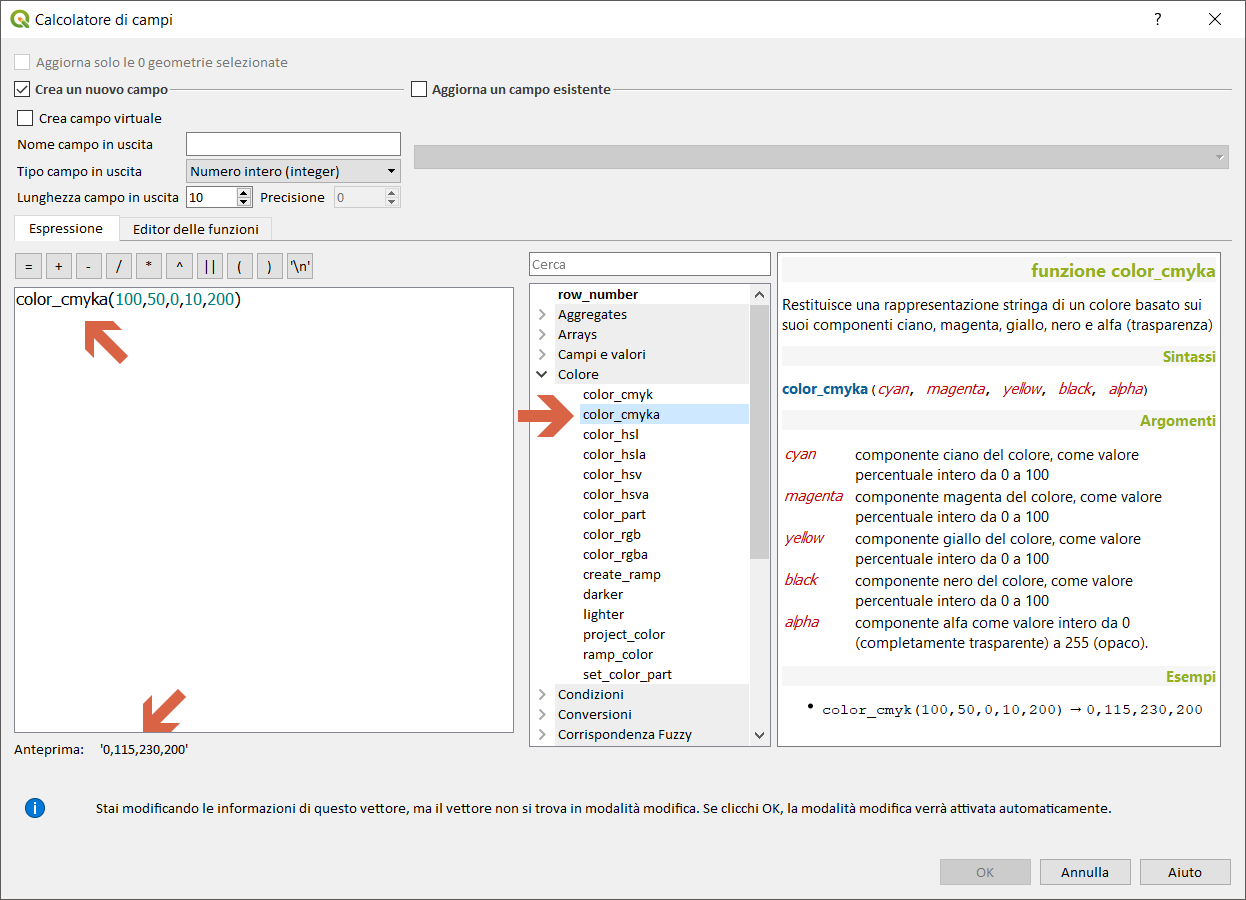 Calcolatore di campi
?
Aggiorna solo le 0 geometrie selezionate
Crea un nuovo campo
Aggiorna un campo esistente
Crea campo virtuale
Nome campo in uscita
Tipo campo in uscita Numero intero (integer)
Lunghezza campo in uscita 10 Precisione 0
Espressione Editor delle funzioni
= + - / * ^ || ( ) '\n'
color_cmyka(100,50,0,10,200)
Anteprima: '0,115,230,200'
Cerca
row_number
Aggregates
Arrays
Campi e valori
Colore
color_cmyk
color_cmyka
color_hsl
color_hsla
color_hsv
color_hsva
color_part
color_rgb
color_rgba
create_ramp
darker
lighter
project_color
ramp_color
set_color_part
Condizioni
Conversioni
Corrispondenza Fuzzy
funzione color_cmyka
Restituisce una rappresentazione stringa di un colore basato sui
suoi componenti ciano, magenta, giallo, nero e alfa (trasparenza)
Sintassi
color_cmyka(cyan, magenta, yellow, black, alpha)
Argomenti
cyan componente ciano del colore, come valore
percentuale intero da 0 a 100
magenta componente magenta del colore, come valore
percentuale intero da 0 a 100
yellow componente giallo del colore, come valore
percentuale intero da 0 a 100
black componente nero del colore, come valore
percentuale intero da 0 a 100
alpha componente alfa come valore intero da 0
(completamente trasparente) a 255 (opaco).
Esempi
• color_cmyk(100,50,0,10,200) → 0,115,230,200
Stai modificando le informazioni di questo vettore, ma il vettore non si trova in modalità modifica. Se clicchi OK, la modalità modifica verrà attivata automaticamente.
OK Annulla Aiuto